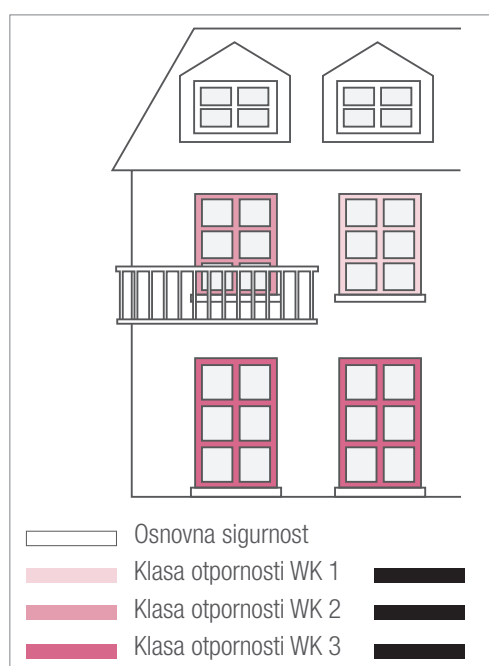 Osnovna sigurnost
Klasa otpornosti WK 1
Klasa otpornosti WK 2
Klasa otpornosti WK 3